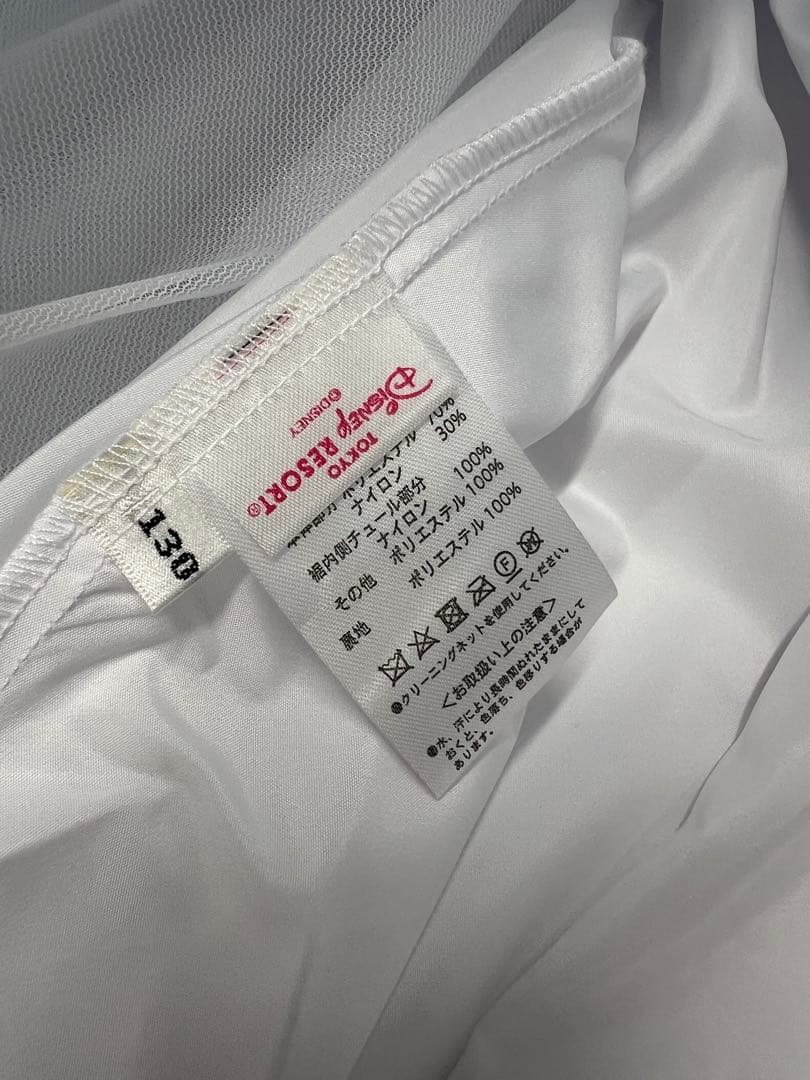 Disney
TOKYO
RESORT®
©DISNEY
130
ポリエステル 70%
ナイロン 30%
裾内側チュール部分
ナイロン 100%
その他 ポリエステル 100%
裏地 ポリエステル 100%
F
●クリーニングネットを使用してください。
<お取扱い上の注意>
●水、汗により長時間ぬれたままにして
おくと、色落ち、色移りする場合が
あります。